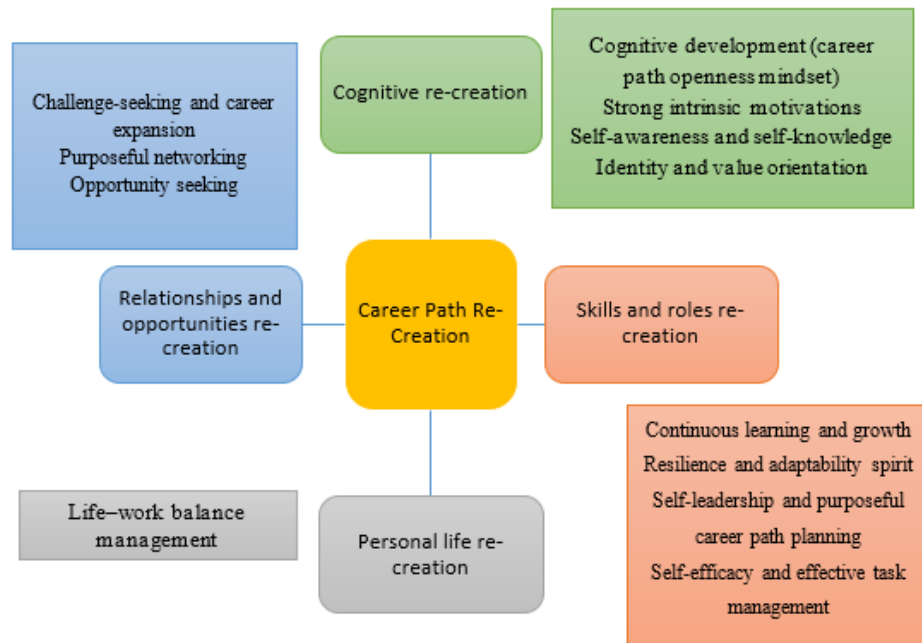 Challenge-seeking and career
expansion
Purposeful networking
Opportunity seeking
Cognitive re-creation
Cognitive development (career
path openness mindset)
Strong intrinsic motivations
Self-awareness and self-knowledge
Identity and value orientation
Relationships and
opportunities re-
creation
Career Path Re-
Creation
Skills and roles re-
creation
Life–work balance
management
Personal life re-
creation
Continuous learning and growth
Resilience and adaptability spirit
Self-leadership and purposeful
career path planning
Self-efficacy and effective task
management